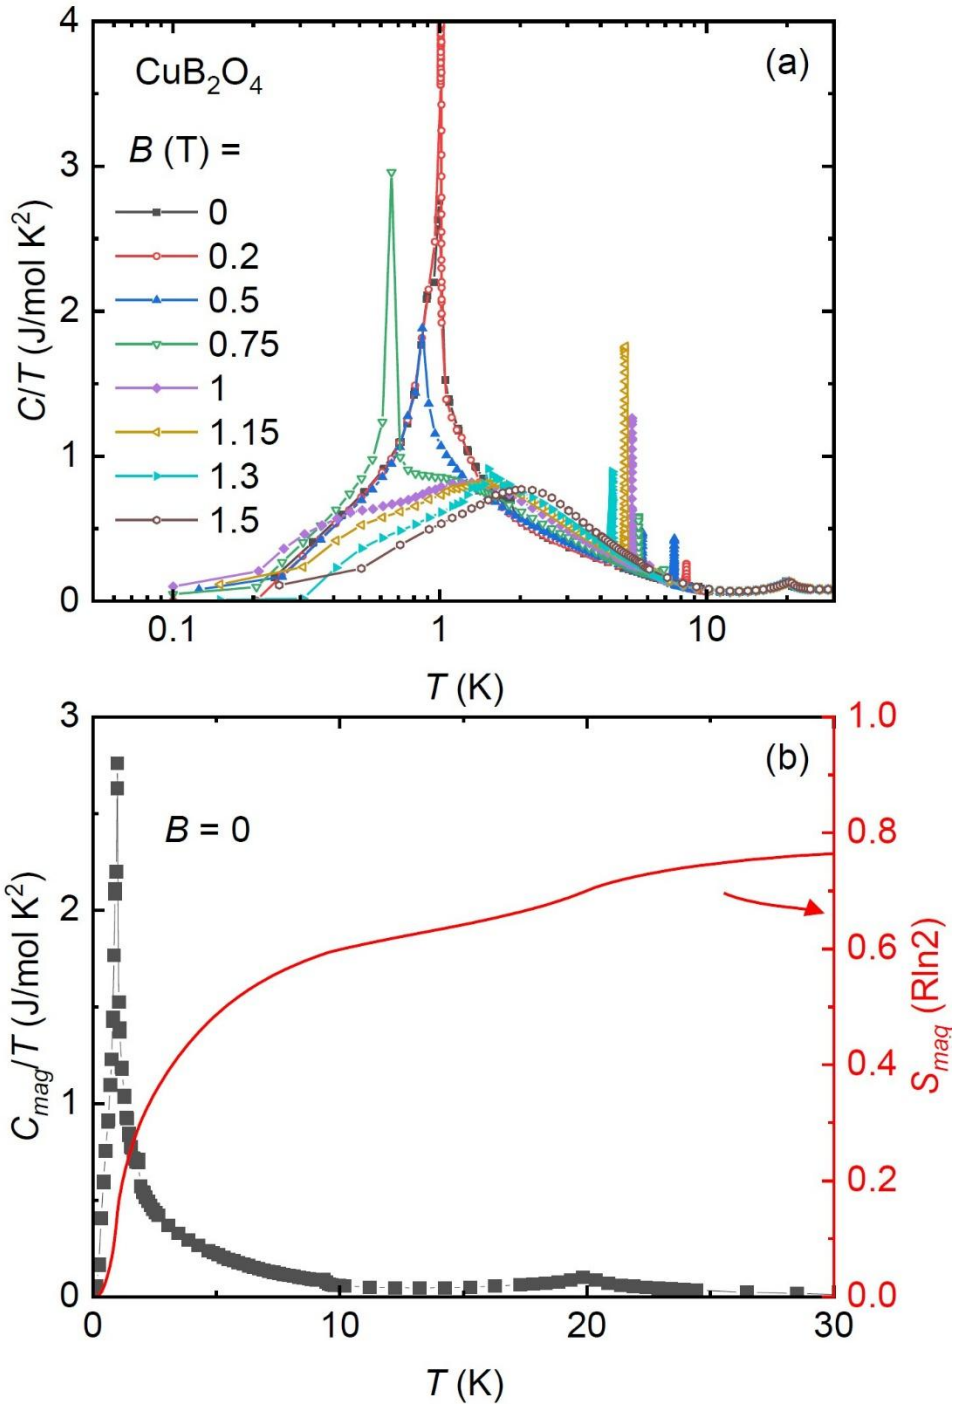 4
(a)
CuB₂O₄
B (T) =
3
0
0.2
2
0.5
0.75
1
1
1.15
1.3
1.5
0
C/T (J/mol K²)
0.1 1 10
T (K)
3 1.0
(b)
B = 0
0.8
2
0.6
0.4
1
0.2
0 0.0
Cmag/T (J/mol K²)
Smag (Rln2)
0 10 20 30
T (K)